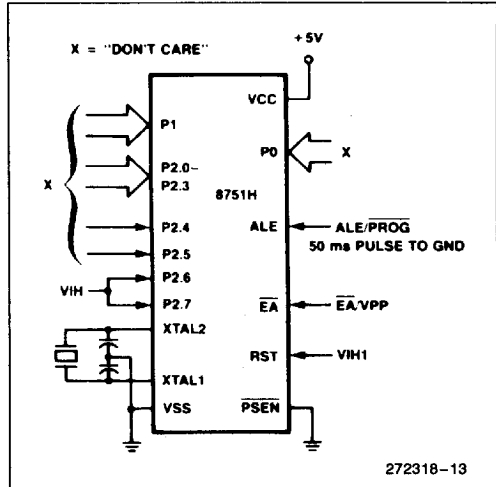 X = "DON'T CARE"
+5V
VCC
P1
P0
X
P2.0–
P2.3
X
8751H
P2.4
ALE
ALE/PROG
50 ms PULSE TO GND
P2.5
P2.6
VIH
P2.7
EA
EA/VPP
XTAL2
RST
VIH1
XTAL1
VSS
PSEN
272318–13